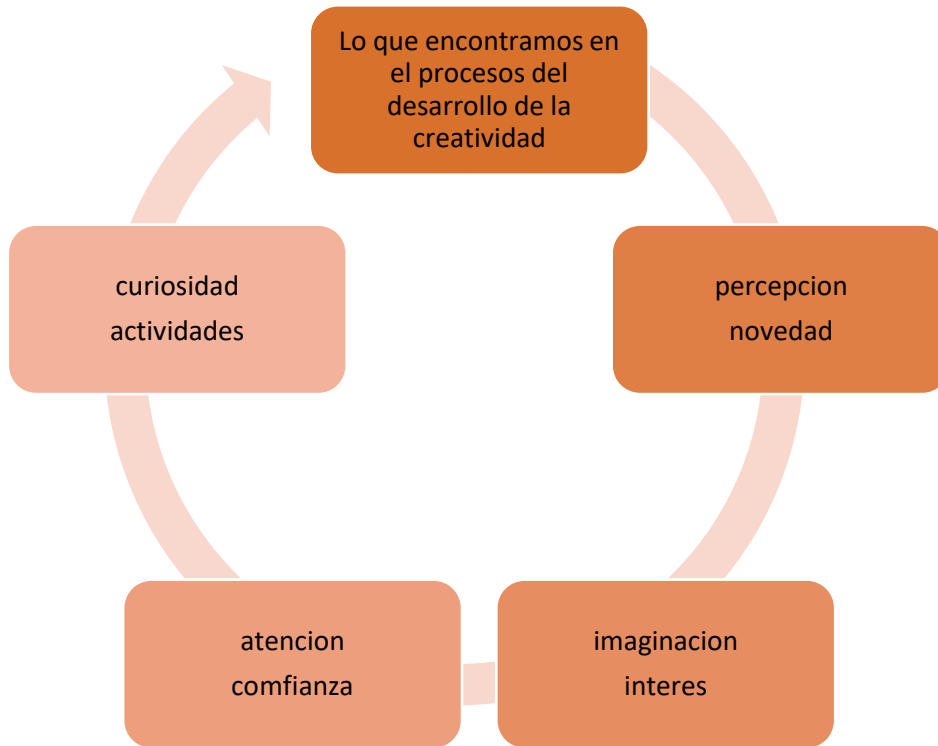 Lo que encontramos en
el procesos del
desarrollo de la
creatividad
percepcion
novedad
imaginacion
interes
atencion
comfianza
curiosidad
actividades